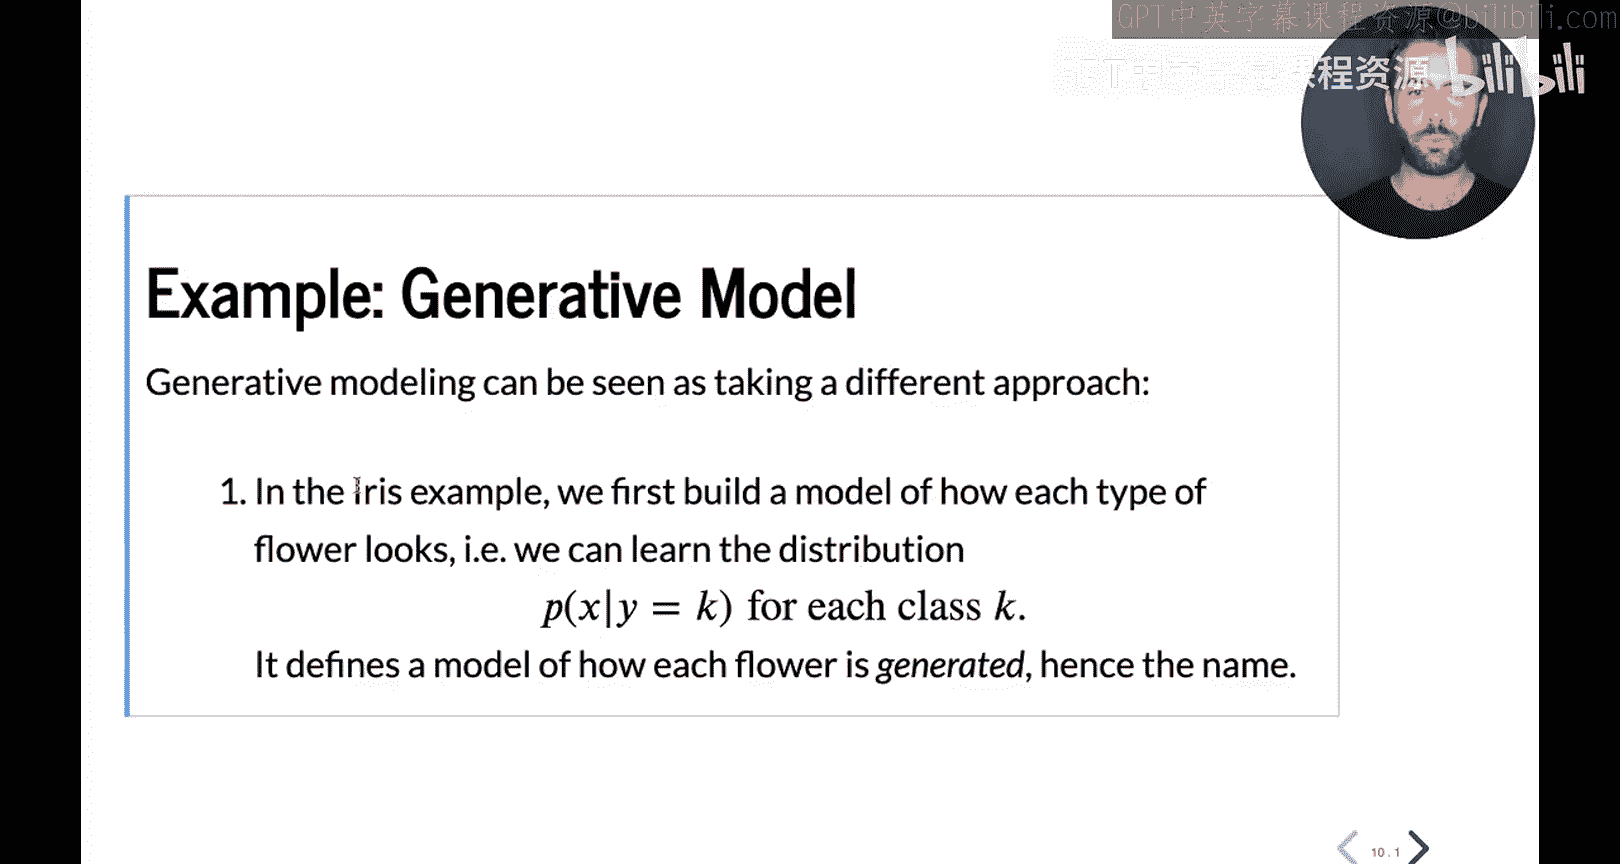 GPT中英字幕课程资源@bilibili.com
课程资源 bilibili
Example: Generative Model
Generative modeling can be seen as taking a different approach:
1. In the Iris example, we first build a model of how each type of
flower looks, i.e. we can learn the distribution
p(x|y = k) for each class k.
It defines a model of how each flower is generated, hence the name.
10.1